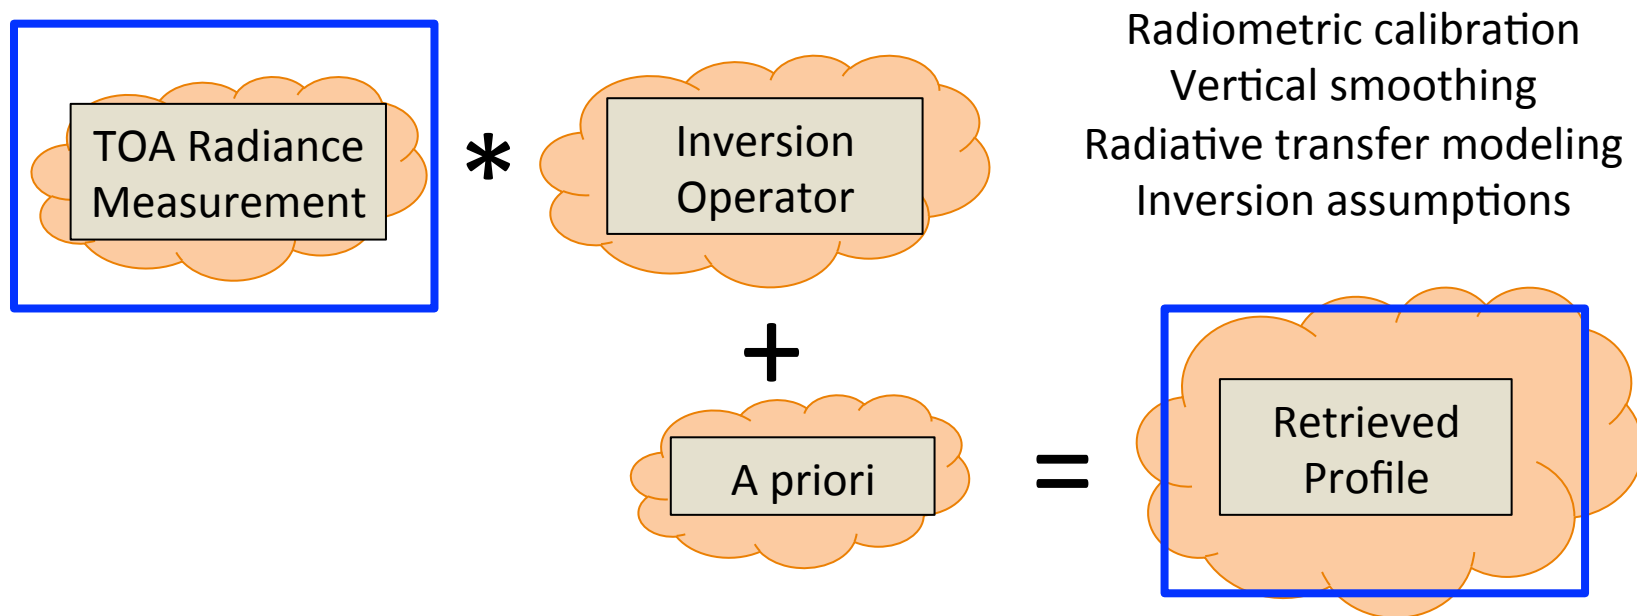 TOA Radiance
Measurement
*
Inversion
Operator
Radiometric calibration
Vertical smoothing
Radiative transfer modeling
Inversion assumptions
+
A priori
=
Retrieved
Profile